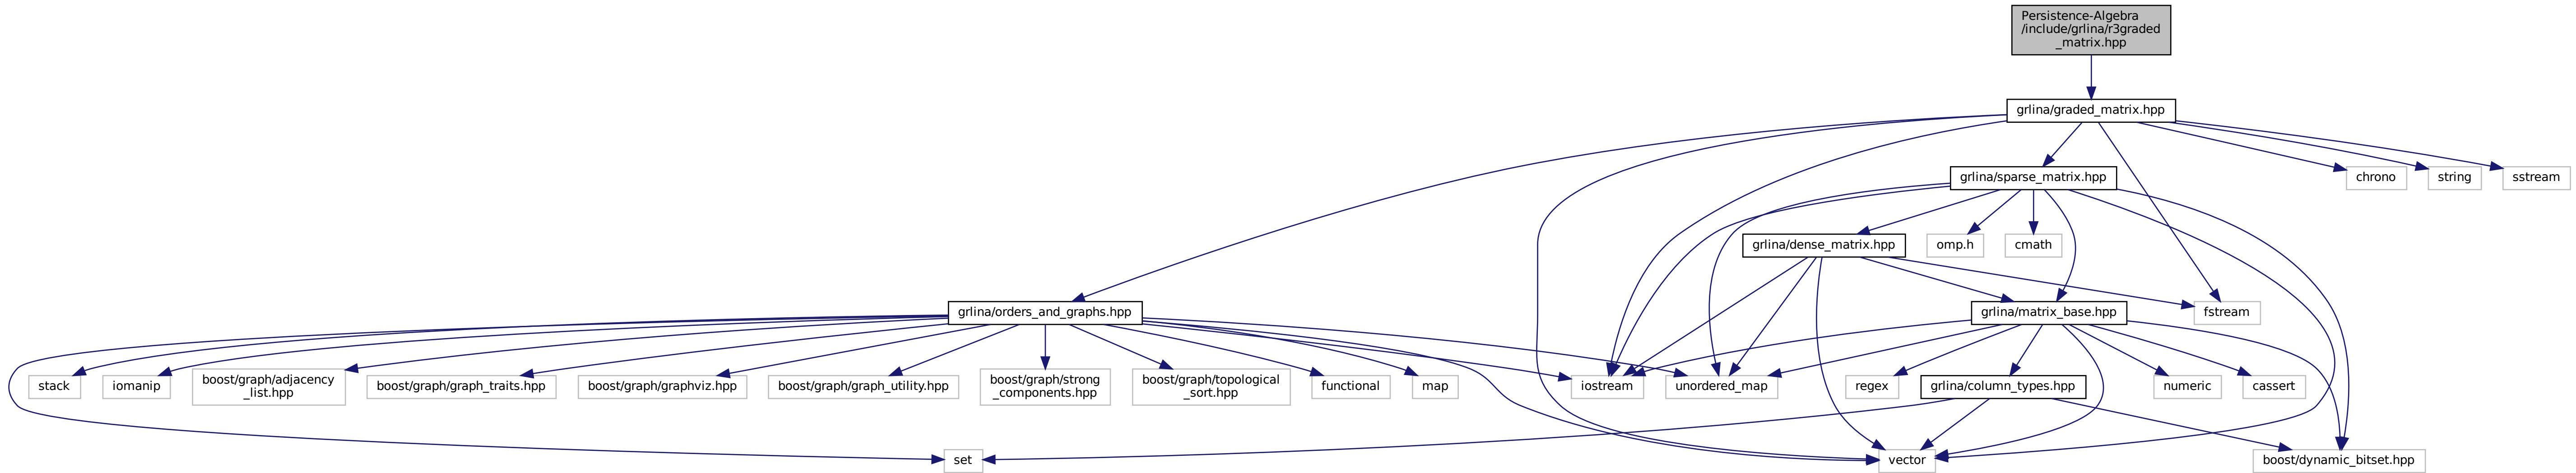 Persistence-Algebra
/include/grlina/r3graded
_matrix.hpp
grlina/graded_matrix.hpp
grlina/sparse_matrix.hpp
chrono
string
sstream
grlina/dense_matrix.hpp
omp.h
cmath
grlina/orders_and_graphs.hpp
grlina/matrix_base.hpp
fstream
stack
iomanip
boost/graph/adjacency
_list.hpp
boost/graph/graph_traits.hpp
boost/graph/graphviz.hpp
boost/graph/graph_utility.hpp
boost/graph/strong
_components.hpp
boost/graph/topological
_sort.hpp
functional
map
iostream
unordered_map
regex
grlina/column_types.hpp
numeric
cassert
set
vector
boost/dynamic_bitset.hpp